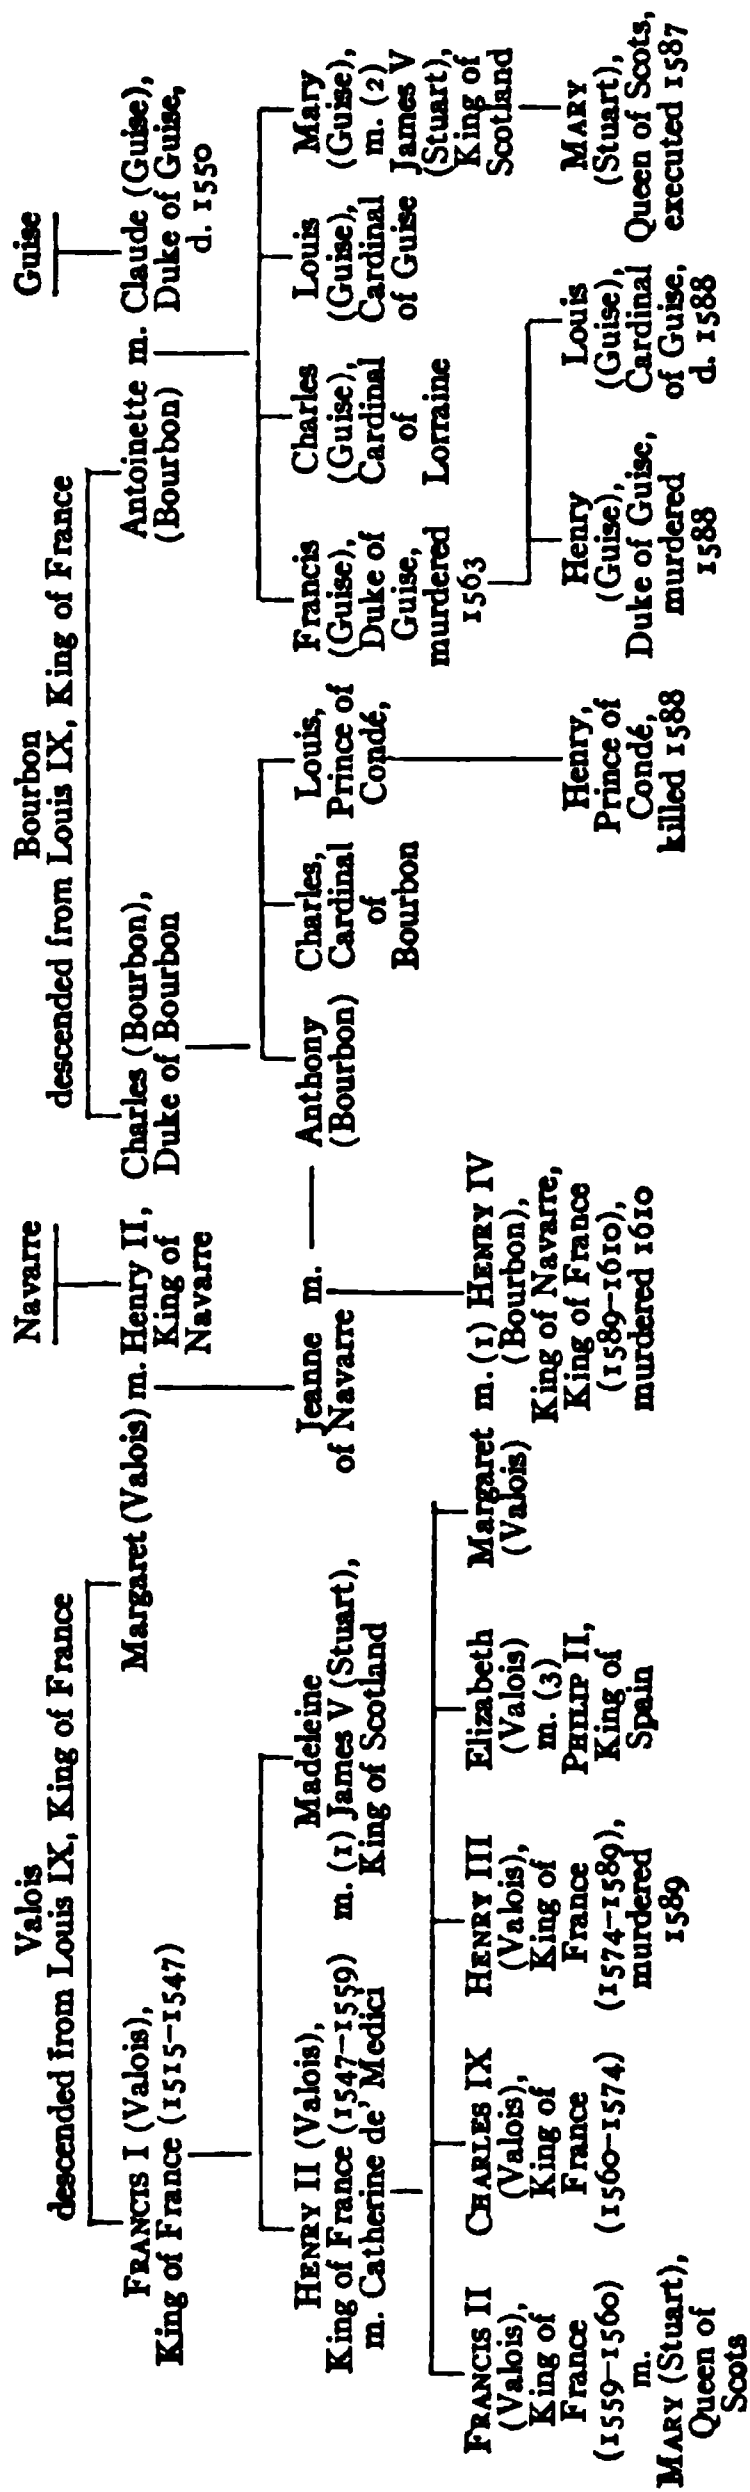 Valois
descended from Louis IX, King of France
FRANCIS I (Valois),
King of France (1515–1547)
Margaret (Valois) m. Henry II,
King of
Navarre
Navarre
Bourbon
descended from Louis IX, King of France
Charles (Bourbon),
Duke of Bourbon
Guise
Antoinette m. Claude (Guise),
(Bourbon)
Duke of Guise,
d. 1550
HENRY II (Valois),
King of France (1547–1559)
m. Catherine de' Medici
Madeleine
m. (1) James V (Stuart),
King of Scotland
Jeanne m.
of Navarre
Anthony
(Bourbon)
Charles,
Cardinal
of
Bourbon
Louis,
Prince of
Condé,
Francis
(Guise),
Duke of
Guise,
murdered
1563
Charles
(Guise),
Cardinal
of
Lorraine
Louis
(Guise),
Cardinal
of Guise
Mary
(Guise),
m. (2)
James V
(Stuart),
King of
Scotland
FRANCIS II
(Valois),
King of
France
(1559–1560)
m.
MARY (Stuart),
Queen of
Scots
CHARLES IX
(Valois),
King of
France
(1560–1574)
HENRY III
(Valois),
King of
France
(1574–1589),
murdered
1589
Elizabeth
(Valois)
m. (3)
PHILIP II,
King of
Spain
Margaret m. (1) HENRY IV
(Valois)
(Bourbon),
King of Navarre,
King of France
(1589–1610),
murdered 1610
Henry,
Prince of
Condé,
killed 1588
Henry
(Guise),
Duke of Guise,
murdered
1588
Louis
(Guise),
Cardinal
of Guise,
d. 1588
MARY
(Stuart),
Queen of Scots,
executed 1587